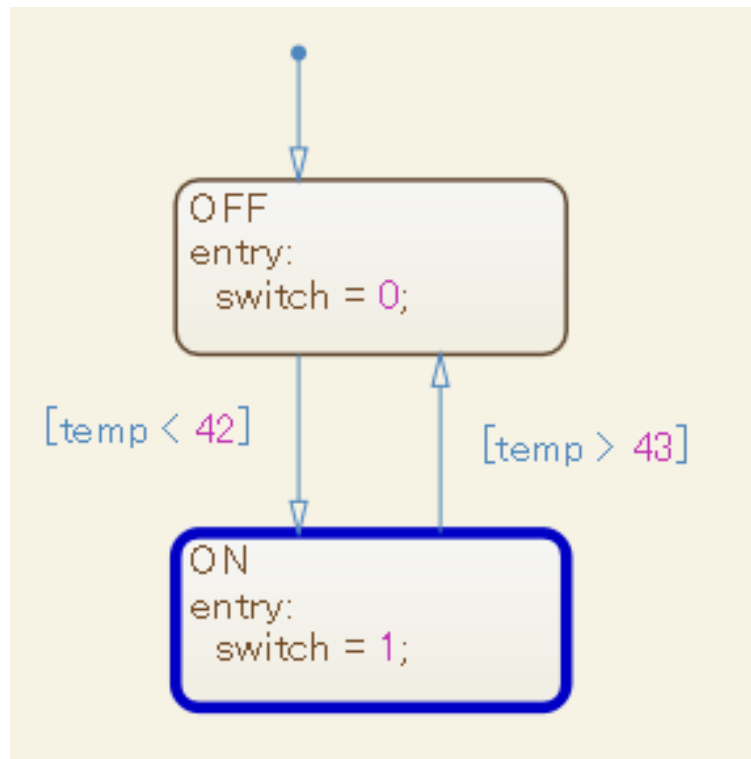 OFF
entry:
switch = 0;
[temp < 42]
[temp > 43]
ON
entry:
switch = 1;